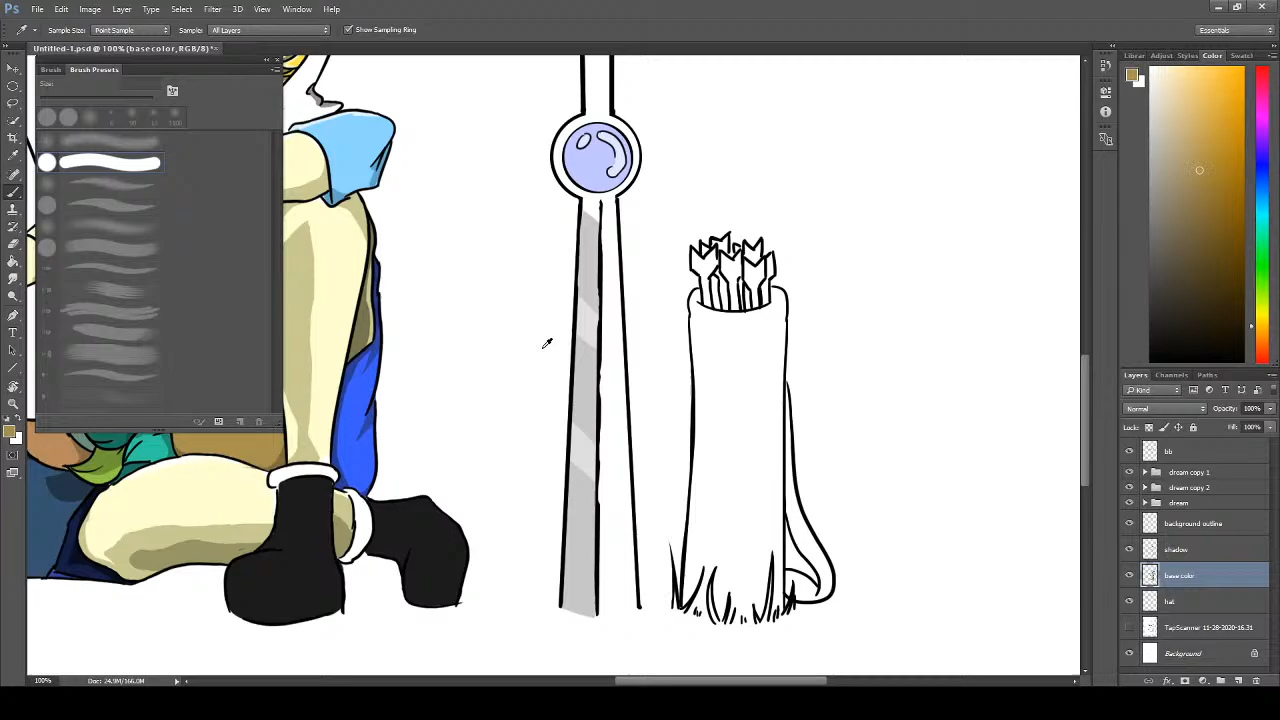 Ps File Edit Image Layer Type Select Filter 3D View Window Help
Sample Size: Point Sample Sample: All Layers Show Sampling Ring Essentials
Untitled-1.psd @ 100% (basecolor, RGB/8) *
Brush Brush Presets
Size:
Librar Adjust Styles Color Swatch
Layers Channels Paths
Kind
Normal Opacity: 100%
Lock: Fill: 100%
bb
dream copy 1
dream copy 2
dream
background outline
shadow
base color
hat
TapScanner 11-28-2020-16.31
Background
100% Doc: 24.9M/166.0M